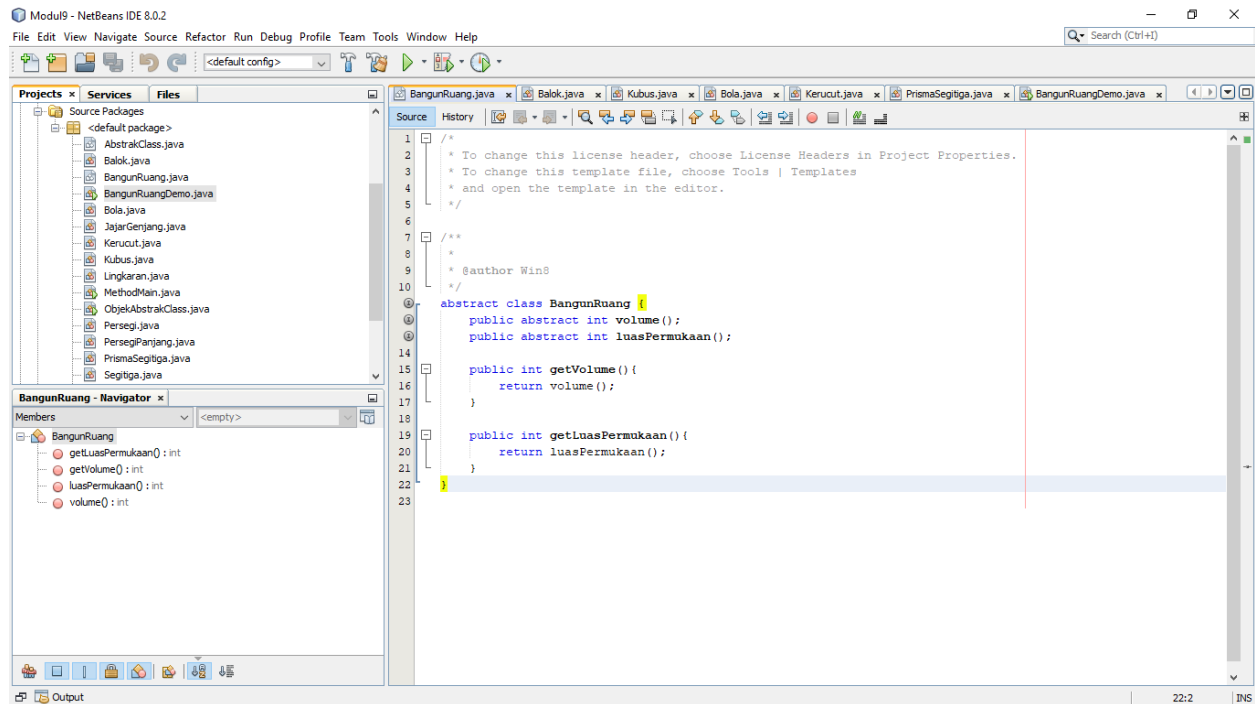 Modul9 - NetBeans IDE 8.0.2
File Edit View Navigate Source Refactor Run Debug Profile Team Tools Window Help
Search (Ctrl+I)
<default config>
Projects × Services Files
Source Packages
<default package>
AbstrakClass.java
Balok.java
BangunRuang.java
BangunRuangDemo.java
Bola.java
JajarGenjang.java
Kerucut.java
Kubus.java
Lingkaran.java
MethodMain.java
ObjekAbstrakClass.java
Persegi.java
PersegiPanjang.java
PrismaSegitiga.java
Segitiga.java
BangunRuang - Navigator ×
Members <empty>
BangunRuang
getLuasPermukaan() : int
getVolume() : int
luasPermukaan() : int
volume() : int
BangunRuang.java × Balok.java × Kubus.java × Bola.java × Kerucut.java × PrismaSegitiga.java × BangunRuangDemo.java ×
Source History
1 /*
2 * To change this license header, choose License Headers in Project Properties.
3 * To change this template file, choose Tools | Templates
4 * and open the template in the editor.
5 */
6
7 /**
8 *
9 * @author Win8
10 */
abstract class BangunRuang {
public abstract int volume();
public abstract int luasPermukaan();
14
15 public int getVolume(){
16 return volume();
17 }
18
19 public int getLuasPermukaan(){
20 return luasPermukaan();
21 }
22 }
23
Output
22:2 INS